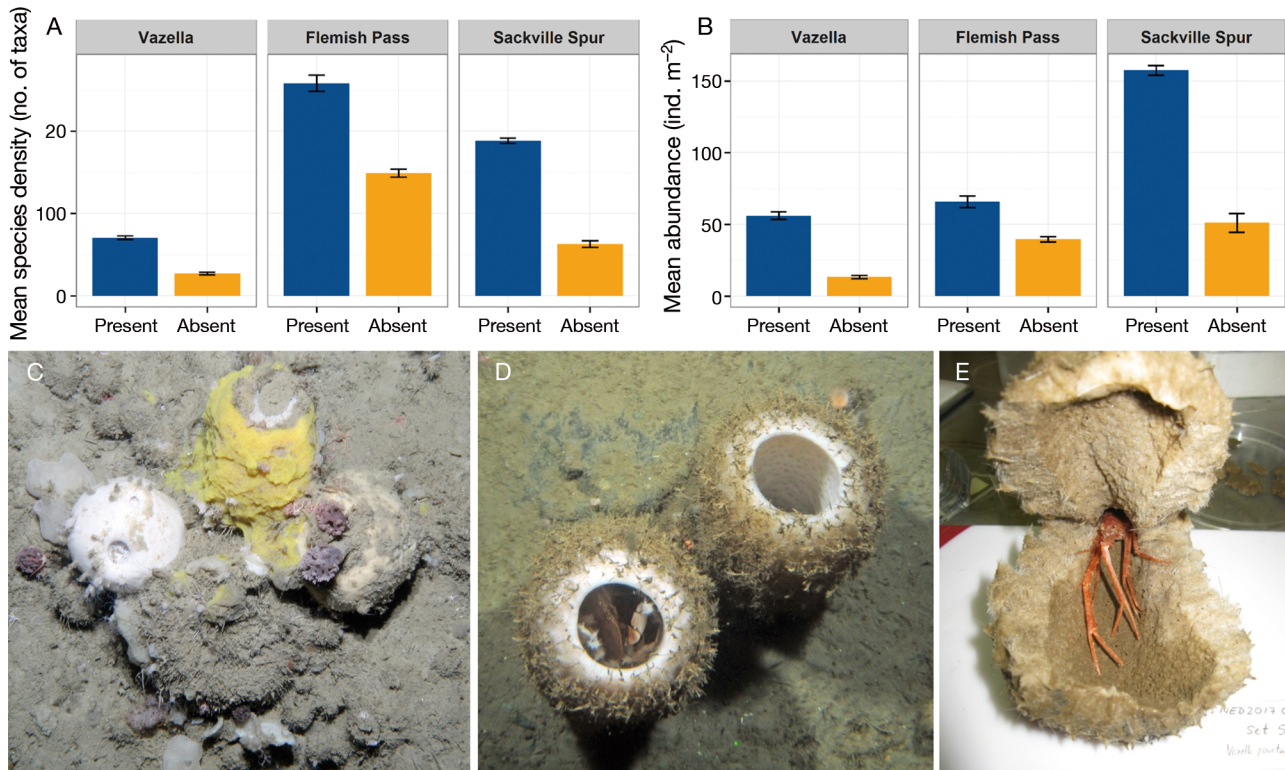 A
Mean species density (no. of taxa)
Vazella
Flemish Pass
Sackville Spur
20
100
0
Present Absent
Present Absent
Present Absent
B
Mean abundance (ind. m⁻²)
Vazella
Flemish Pass
Sackville Spur
150
100
50
0
Present Absent
Present Absent
Present Absent
C
D
E
NED2017
Set 5